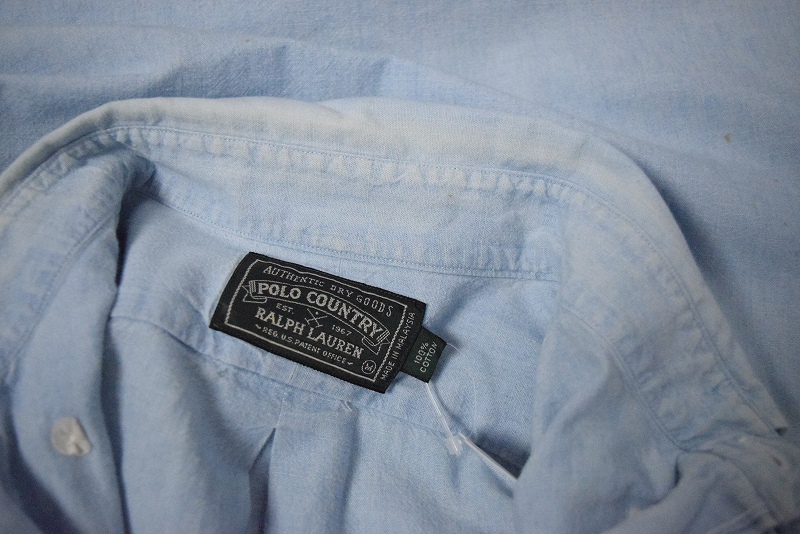 AUTHENTIC DRY GOODS
POLO COUNTRY
EST. 1967
RALPH LAUREN
~REG. U.S. PATENT OFFICE~
M
MADE IN MALAYSIA
100%
COTTON